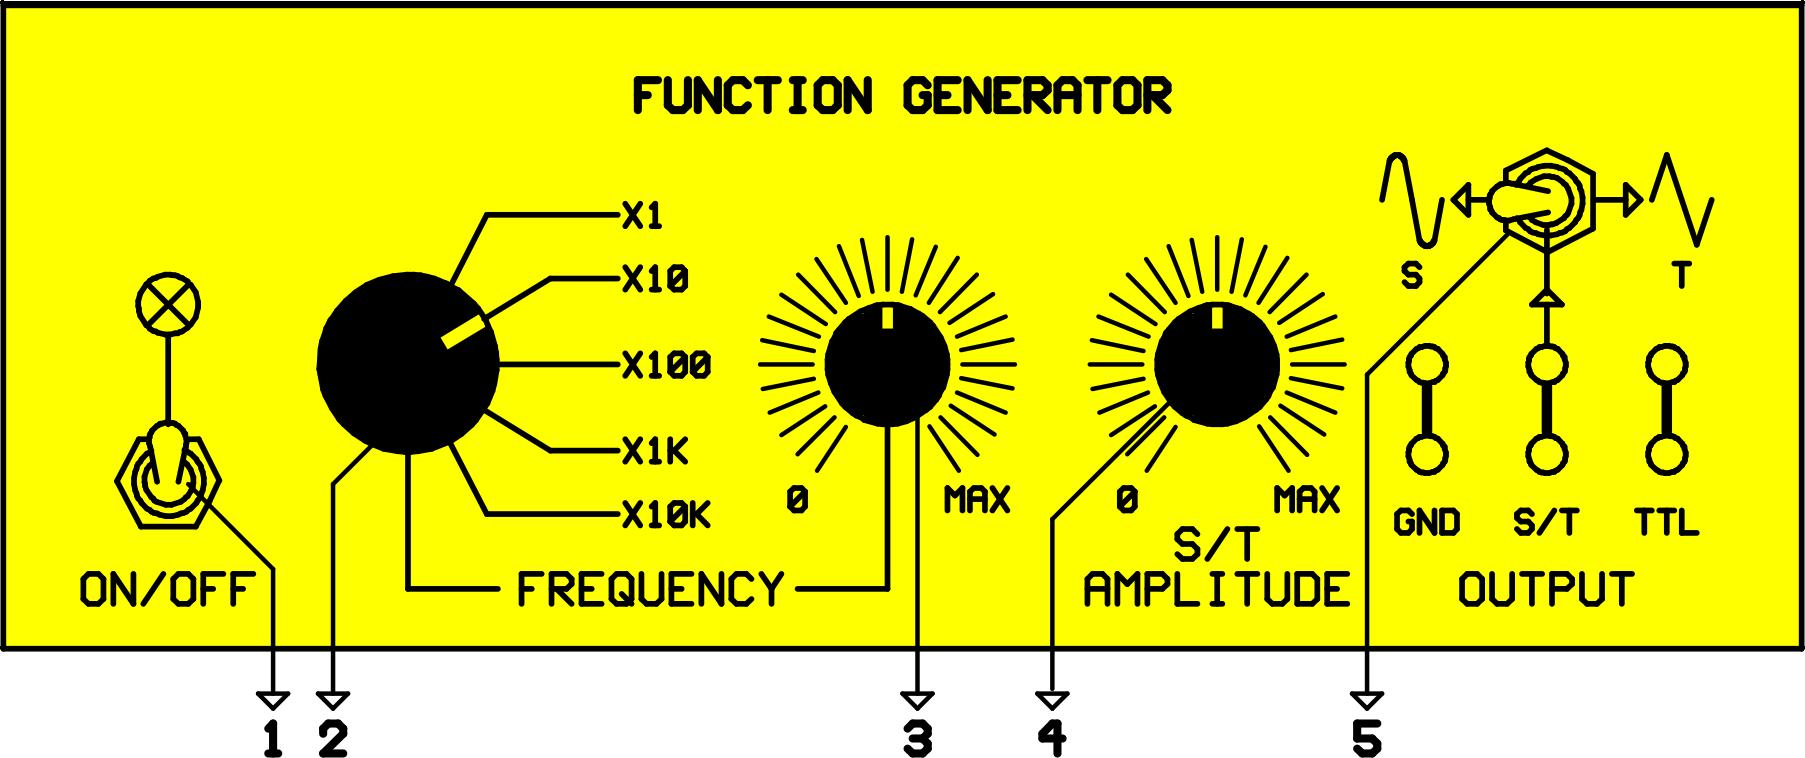 FUNCTION GENERATOR
X1
X10
X100
X1K
X10K
S
T
0
MAX
0
MAX
GND
S/T
TTL
ON/OFF
FREQUENCY
S/T
AMPLITUDE
OUTPUT
1
2
3
4
5